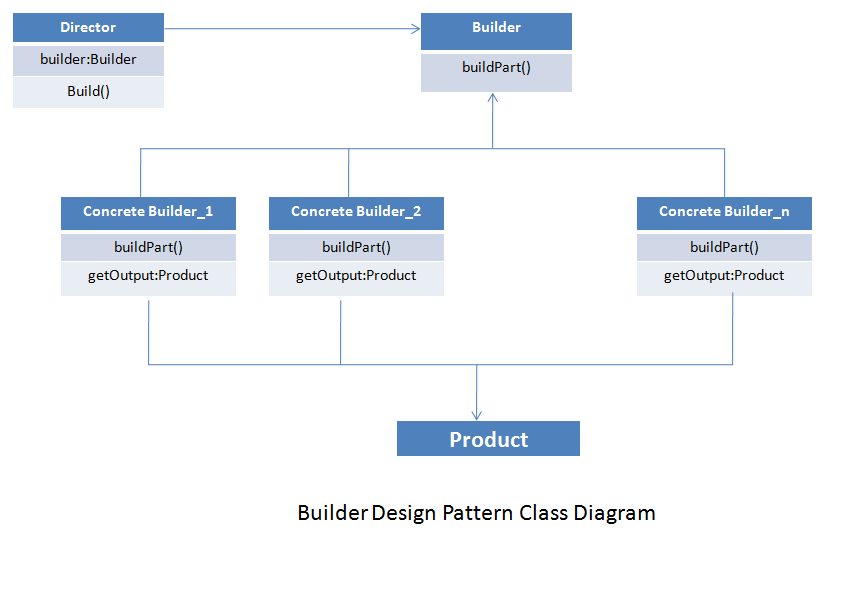 Director
builder:Builder
Build()
Builder
buildPart()
Concrete Builder_1
buildPart()
getOutput:Product
Concrete Builder_2
buildPart()
getOutput:Product
Concrete Builder_n
buildPart()
getOutput:Product
Product
Builder Design Pattern Class Diagram